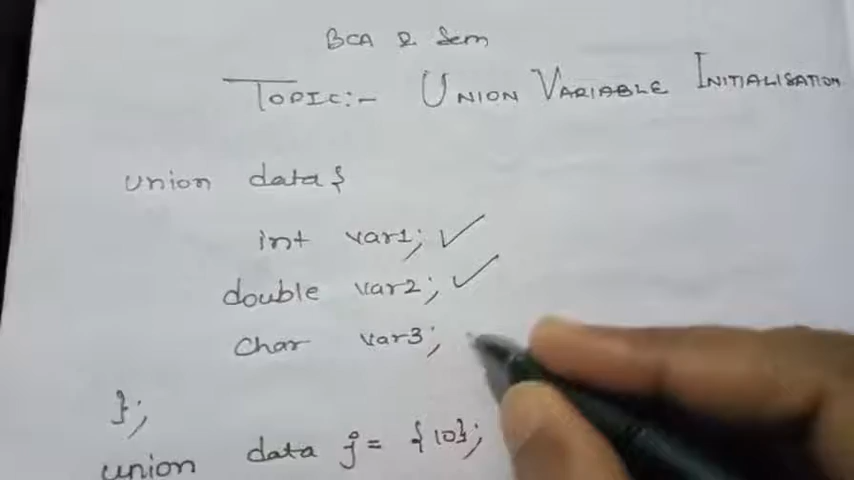 BCA 2 Sem
TOPIC:- UNION VARIABLE INITIALISATION
union data{
int var1; ✓
double var2; ✓
char var3;
};
union data j = {10};